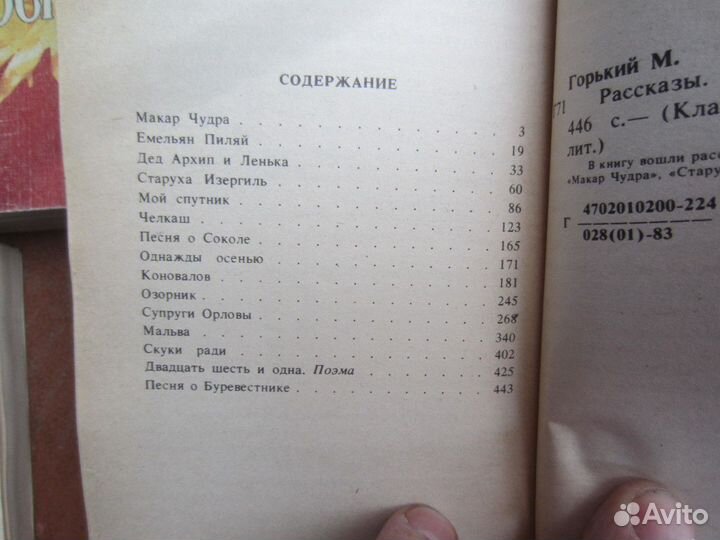 СОДЕРЖАНИЕ
Макар Чудра . . . . . . . . . . . . . 3
Емельян Пиляй . . . . . . . . . . . . 19
Дед Архип и Ленька . . . . . . . . . . 33
Старуха Изергиль . . . . . . . . . . . 60
Мой спутник . . . . . . . . . . . . . 86
Челкаш . . . . . . . . . . . . . . . 123
Песня о Соколе . . . . . . . . . . . . 165
Однажды осенью . . . . . . . . . . . 171
Коновалов . . . . . . . . . . . . . . 181
Озорник . . . . . . . . . . . . . . . 245
Супруги Орловы . . . . . . . . . . . . 268
Мальва . . . . . . . . . . . . . . . 340
Скуки ради . . . . . . . . . . . . . 402
Двадцать шесть и одна. Поэма . . . . . . 425
Песня о Буревестнике . . . . . . . . . 443
Горький М.
Рассказы.
446 с.— (Кла
лит.)
В книгу вошли расс
«Макар Чудра», «Стару
Г 4702010200-224
028(01)-83
Avito